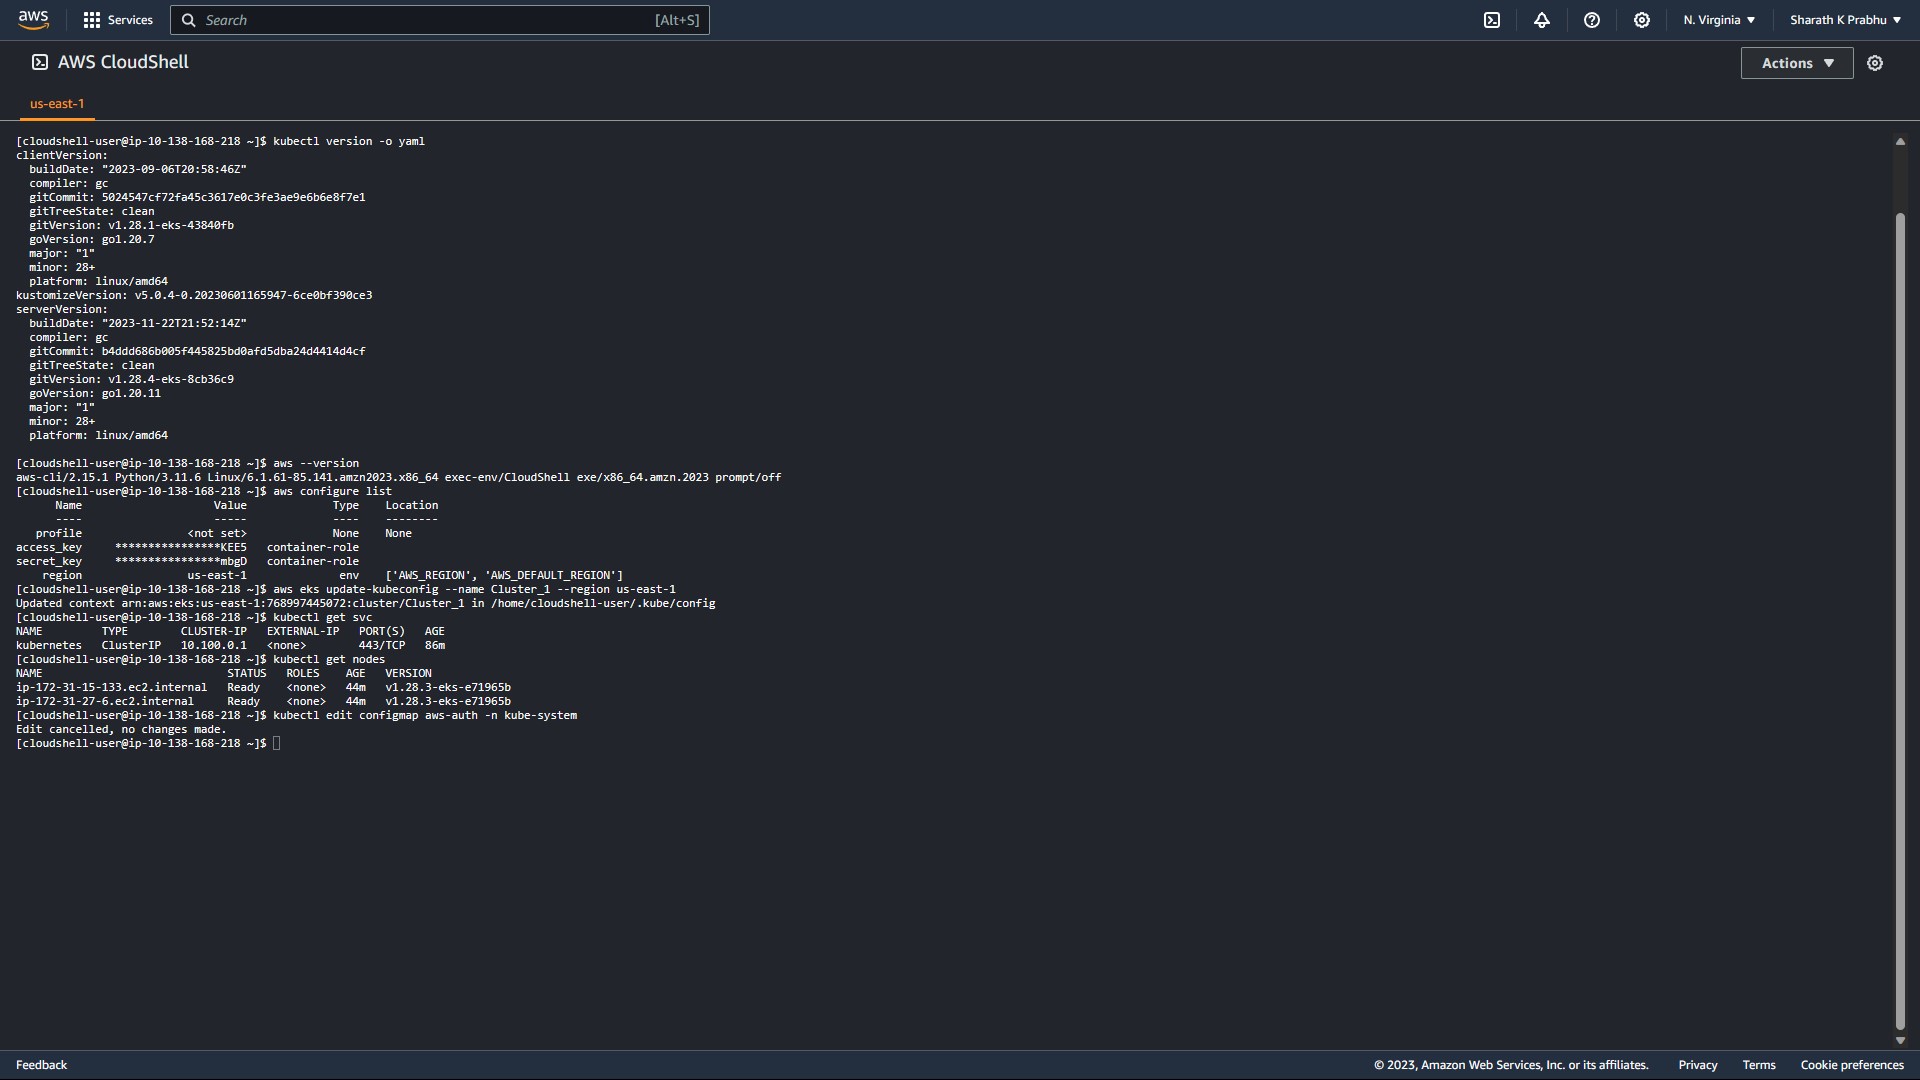 aws Services Search [Alt+S] N. Virginia ▼ Sharath K Prabhu ▼
AWS CloudShell Actions ▼
us-east-1
[cloudshell-user@ip-10-138-168-218 ~]$ kubectl version -o yaml
clientVersion:
  buildDate: "2023-09-06T20:58:46Z"
  compiler: gc
  gitCommit: 5024547cf72fa45c3617e0c3fe3ae9e6b6e8f7e1
  gitTreeState: clean
  gitVersion: v1.28.1-eks-43840fb
  goVersion: go1.20.7
  major: "1"
  minor: 28+
  platform: linux/amd64
kustomizeVersion: v5.0.4-0.20230601165947-6ce0bf390ce3
serverVersion:
  buildDate: "2023-11-22T21:52:14Z"
  compiler: gc
  gitCommit: b4ddd686b005f445825bd0afd5dba24d4414d4cf
  gitTreeState: clean
  gitVersion: v1.28.4-eks-8cb36c9
  goVersion: go1.20.11
  major: "1"
  minor: 28+
  platform: linux/amd64
[cloudshell-user@ip-10-138-168-218 ~]$ aws --version
aws-cli/2.15.1 Python/3.11.6 Linux/6.1.61-85.141.amzn2023.x86_64 exec-env/CloudShell exe/x86_64.amzn.2023 prompt/off
[cloudshell-user@ip-10-138-168-218 ~]$ aws configure list
      Name                    Value             Type    Location
      ----                    -----             ----    --------
   profile                <not set>             None    None
access_key     ****************KEE5   container-role
secret_key     ****************mbgD   container-role
    region                us-east-1              env    ['AWS_REGION', 'AWS_DEFAULT_REGION']
[cloudshell-user@ip-10-138-168-218 ~]$ aws eks update-kubeconfig --name Cluster_1 --region us-east-1
Updated context arn:aws:eks:us-east-1:768997445072:cluster/Cluster_1 in /home/cloudshell-user/.kube/config
[cloudshell-user@ip-10-138-168-218 ~]$ kubectl get svc
NAME         TYPE        CLUSTER-IP   EXTERNAL-IP   PORT(S)   AGE
kubernetes   ClusterIP   10.100.0.1   <none>        443/TCP   86m
[cloudshell-user@ip-10-138-168-218 ~]$ kubectl get nodes
NAME                            STATUS   ROLES    AGE   VERSION
ip-172-31-15-133.ec2.internal   Ready    <none>   44m   v1.28.3-eks-e71965b
ip-172-31-27-6.ec2.internal     Ready    <none>   44m   v1.28.3-eks-e71965b
[cloudshell-user@ip-10-138-168-218 ~]$ kubectl edit configmap aws-auth -n kube-system
Edit cancelled, no changes made.
[cloudshell-user@ip-10-138-168-218 ~]$
Feedback © 2023, Amazon Web Services, Inc. or its affiliates. Privacy Terms Cookie preferences